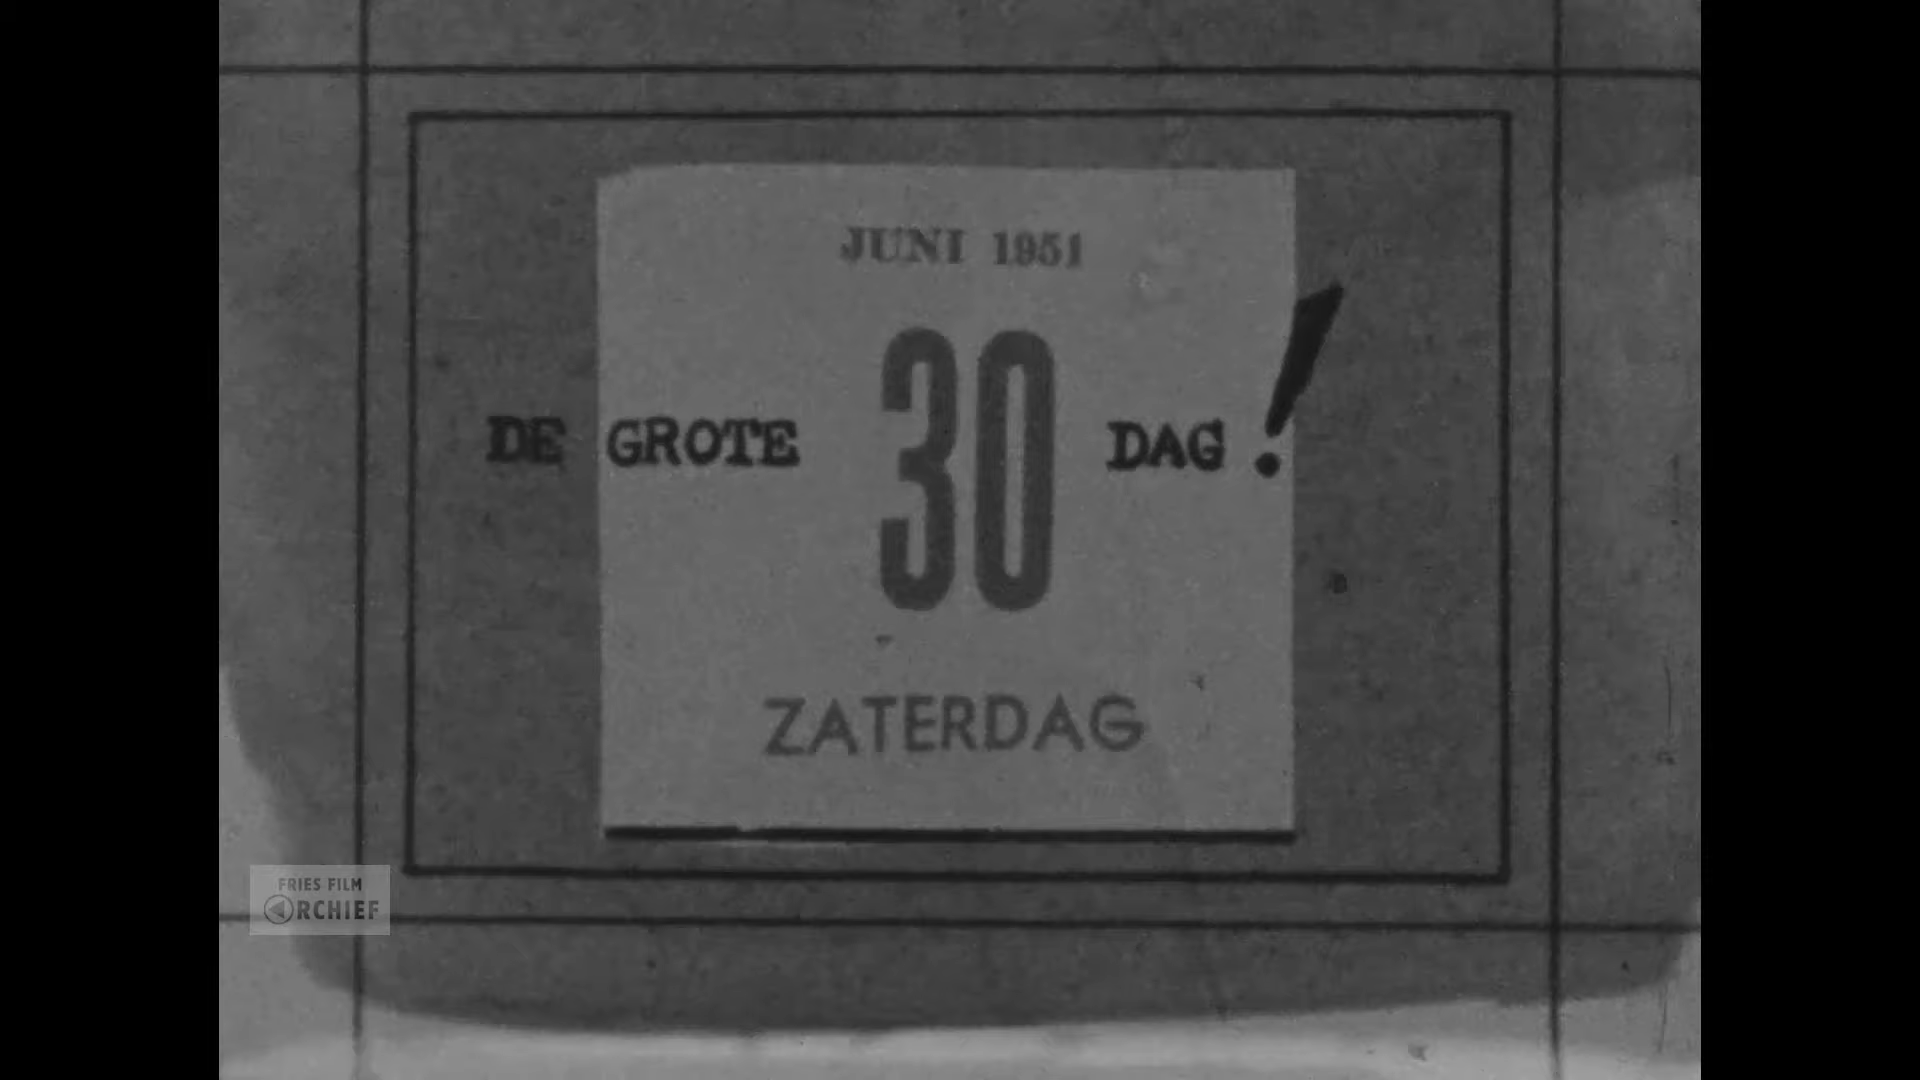 JUNI 1951
DE GROTE 30 DAG!
ZATERDAG
FRIES FILM
ARCHIEF